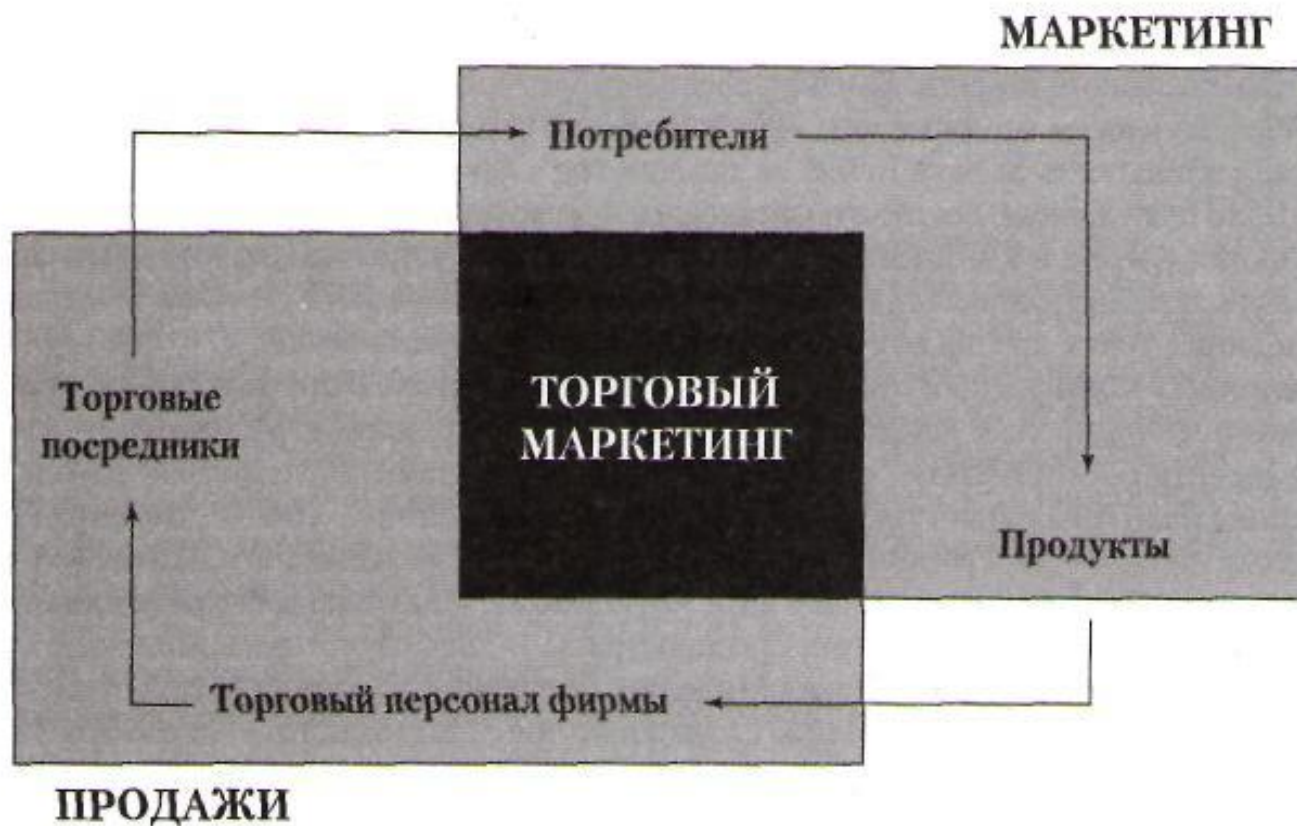 МАРКЕТИНГ
Потребители
Торговые
посредники
ТОРГОВЫЙ
МАРКЕТИНГ
Продукты
Торговый персонал фирмы
ПРОДАЖИ